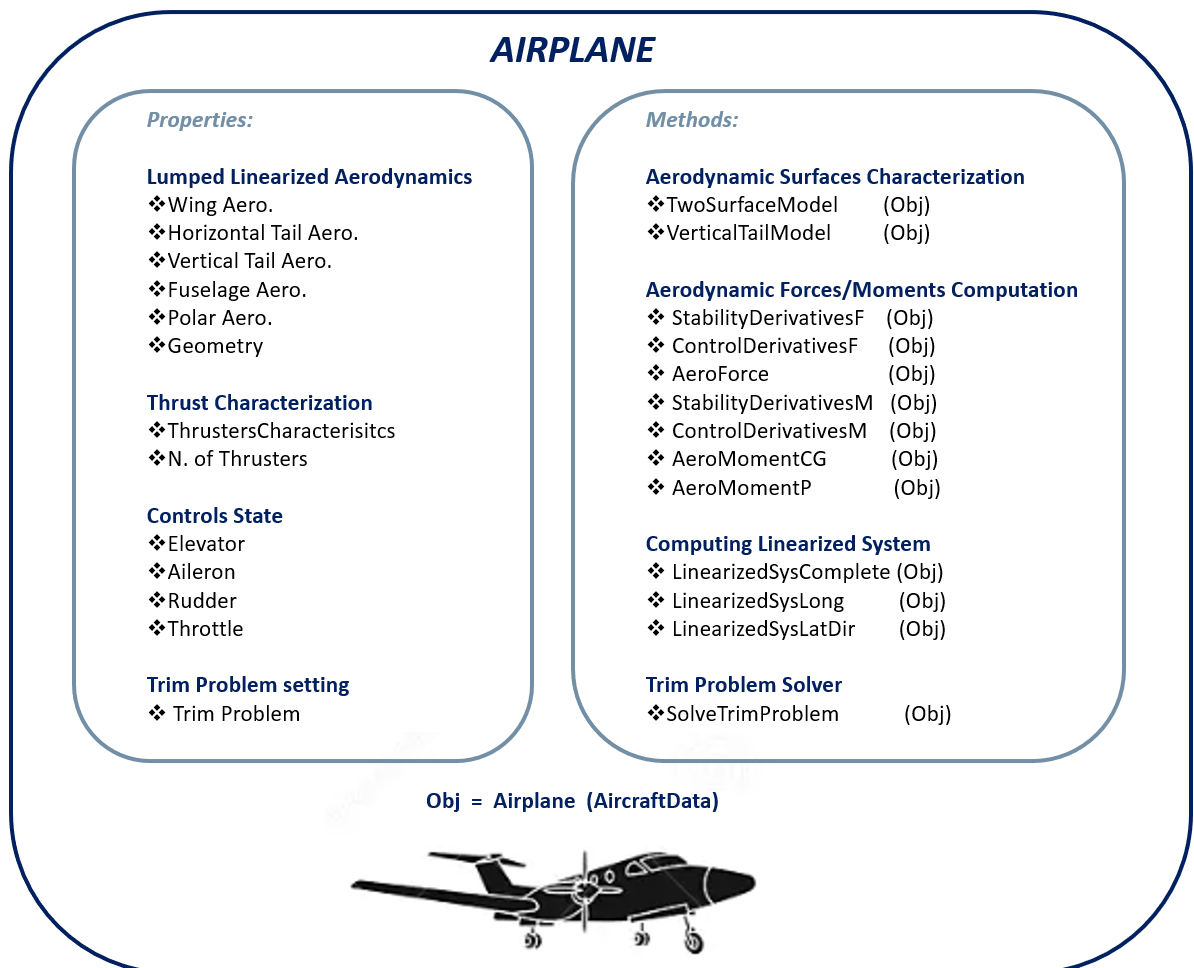 AIRPLANE
Properties:
Lumped Linearized Aerodynamics
❖Wing Aero.
❖Horizontal Tail Aero.
❖Vertical Tail Aero.
❖Fuselage Aero.
❖Polar Aero.
❖Geometry
Thrust Characterization
❖ThrustersCharacterisitcs
❖N. of Thrusters
Controls State
❖Elevator
❖Aileron
❖Rudder
❖Throttle
Trim Problem setting
❖ Trim Problem
Methods:
Aerodynamic Surfaces Characterization
❖TwoSurfaceModel (Obj)
❖VerticalTailModel (Obj)
Aerodynamic Forces/Moments Computation
❖ StabilityDerivativesF (Obj)
❖ ControlDerivativesF (Obj)
❖ AeroForce (Obj)
❖ StabilityDerivativesM (Obj)
❖ ControlDerivativesM (Obj)
❖ AeroMomentCG (Obj)
❖ AeroMomentP (Obj)
Computing Linearized System
❖ LinearizedSysComplete (Obj)
❖ LinearizedSysLong (Obj)
❖ LinearizedSysLatDir (Obj)
Trim Problem Solver
❖SolveTrimProblem (Obj)
Obj = Airplane (AircraftData)